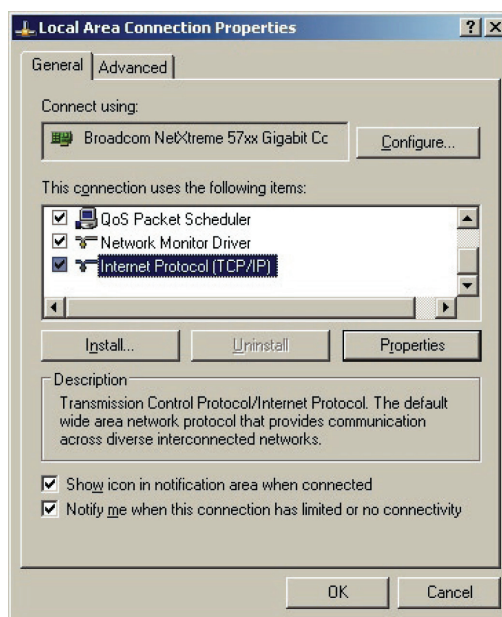 Local Area Connection Properties
General
Advanced
Connect using:
Broadcom NetXtreme 57xx Gigabit Cc
Configure...
This connection uses the following items:
QoS Packet Scheduler
Network Monitor Driver
Internet Protocol (TCP/IP)
Install...
Uninstall
Properties
Description
Transmission Control Protocol/Internet Protocol. The default
wide area network protocol that provides communication
across diverse interconnected networks.
Show icon in notification area when connected
Notify me when this connection has limited or no connectivity
OK
Cancel